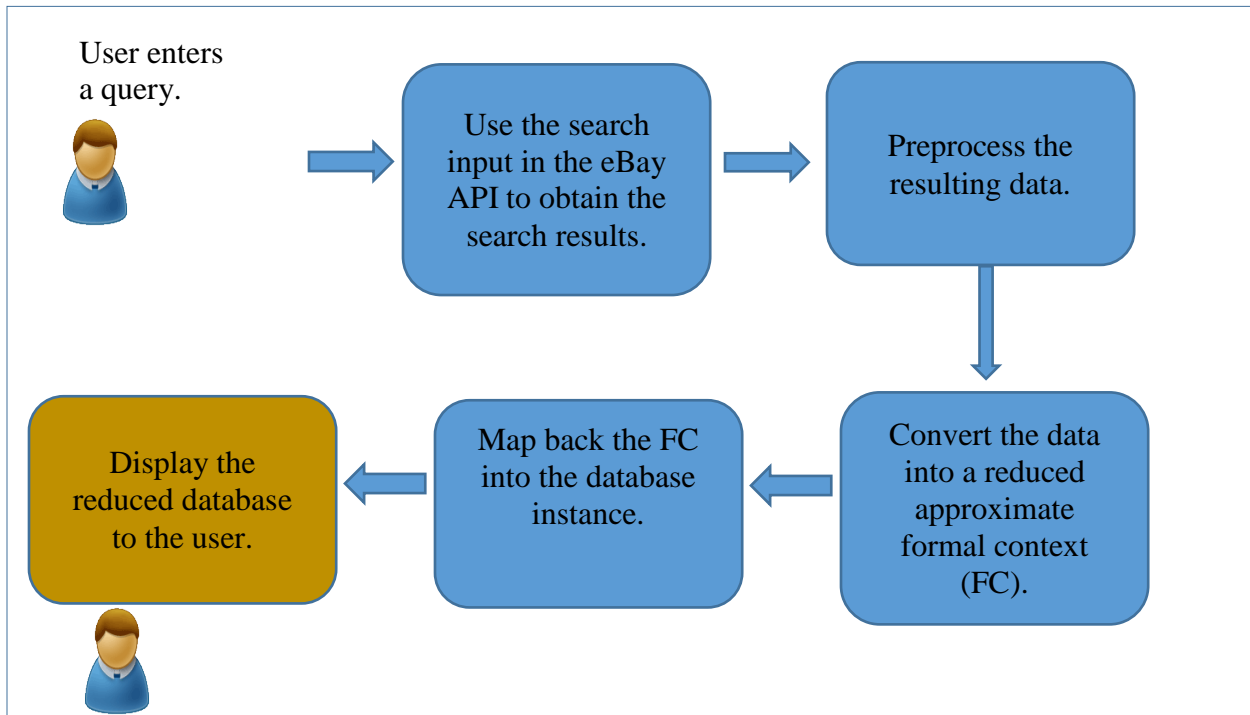 User enters
a query.
Use the search
input in the eBay
API to obtain the
search results.
Preprocess the
resulting data.
Convert the data
into a reduced
approximate
formal context
(FC).
Map back the FC
into the database
instance.
Display the
reduced database
to the user.